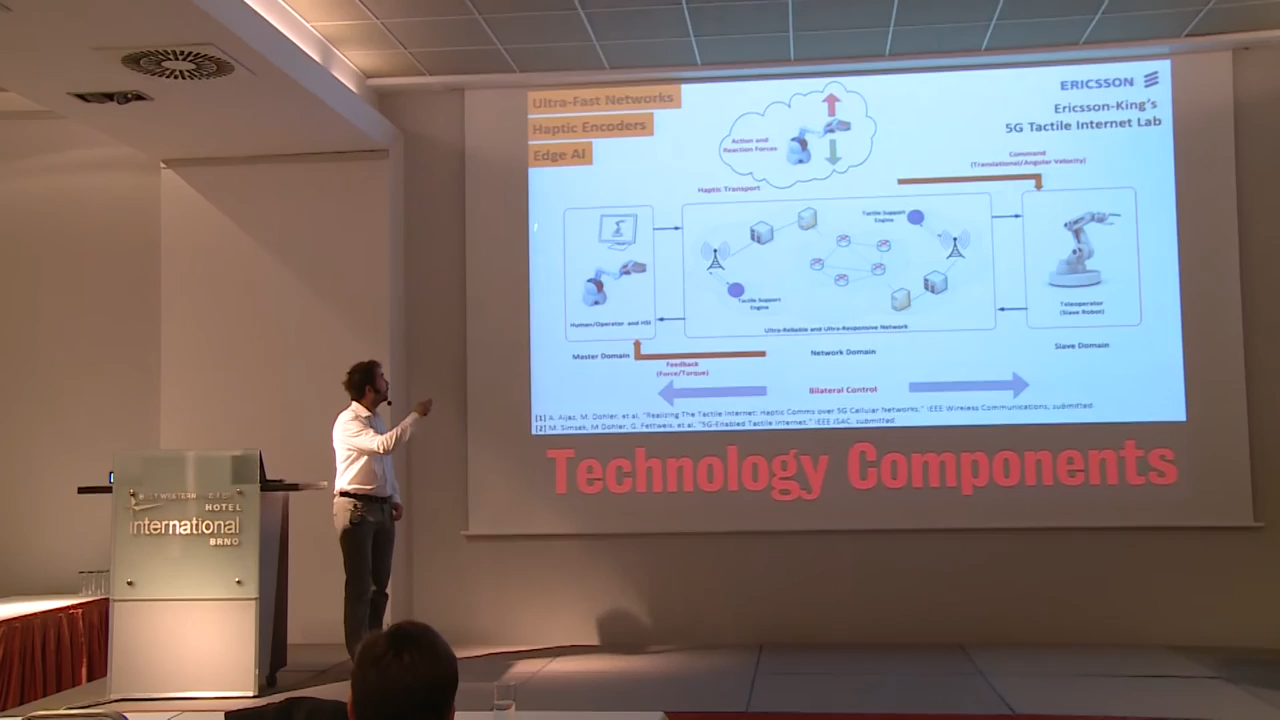 Ultra-Fast Networks
Haptic Encoders
Edge AI
ERICSSON
Ericsson-King's
5G Tactile Internet Lab
Action and
Reaction Forces
Command
(Translational/Angular Velocity)
Haptic Transport
Tactile Support
Engine
Tactile Support
Engine
Human/Operator and HSI
Teleoperator
(Slave Robot)
Ultra-Reliable and Ultra-Responsive Network
Master Domain
Network Domain
Slave Domain
Feedback
(Force/Torque)
Bilateral Control
[1] A. Aijaz, M. Dohler, et al. "Realizing The Tactile Internet: Haptic Comms over 5G Cellular Networks," IEEE Wireless Communications, submitted.
[2] M. Simsek, M Dohler, G. Fettweis, et al. "5G-Enabled Tactile Internet," IEEE JSAC, submitted.
Technology Components
BEST WESTERN
HOTEL
international
BRNO